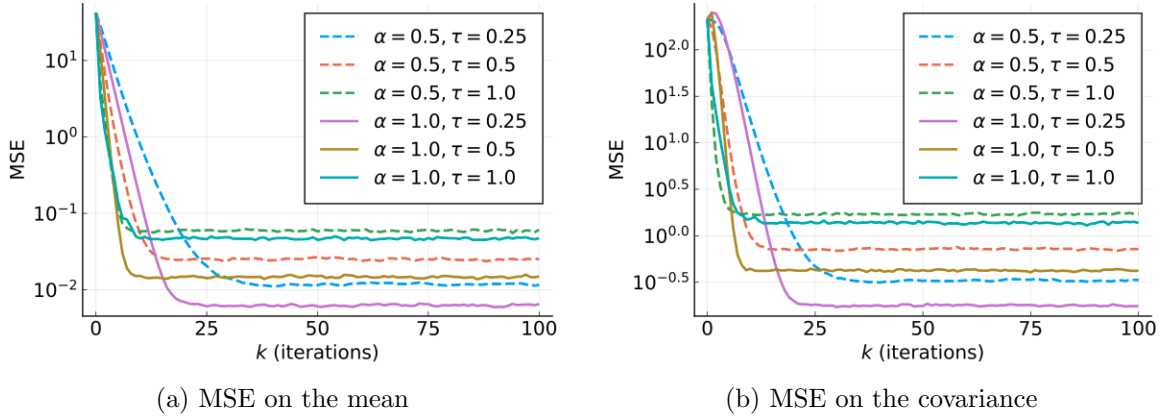 MSE
10^1
10^0
10^−1
10^−2
0
25
50
75
100
k (iterations)
α = 0.5, τ = 0.25
α = 0.5, τ = 0.5
α = 0.5, τ = 1.0
α = 1.0, τ = 0.25
α = 1.0, τ = 0.5
α = 1.0, τ = 1.0
(a) MSE on the mean
MSE
10^2.0
10^1.5
10^1.0
10^0.5
10^0.0
10^−0.5
0
25
50
75
100
k (iterations)
α = 0.5, τ = 0.25
α = 0.5, τ = 0.5
α = 0.5, τ = 1.0
α = 1.0, τ = 0.25
α = 1.0, τ = 0.5
α = 1.0, τ = 1.0
(b) MSE on the covariance